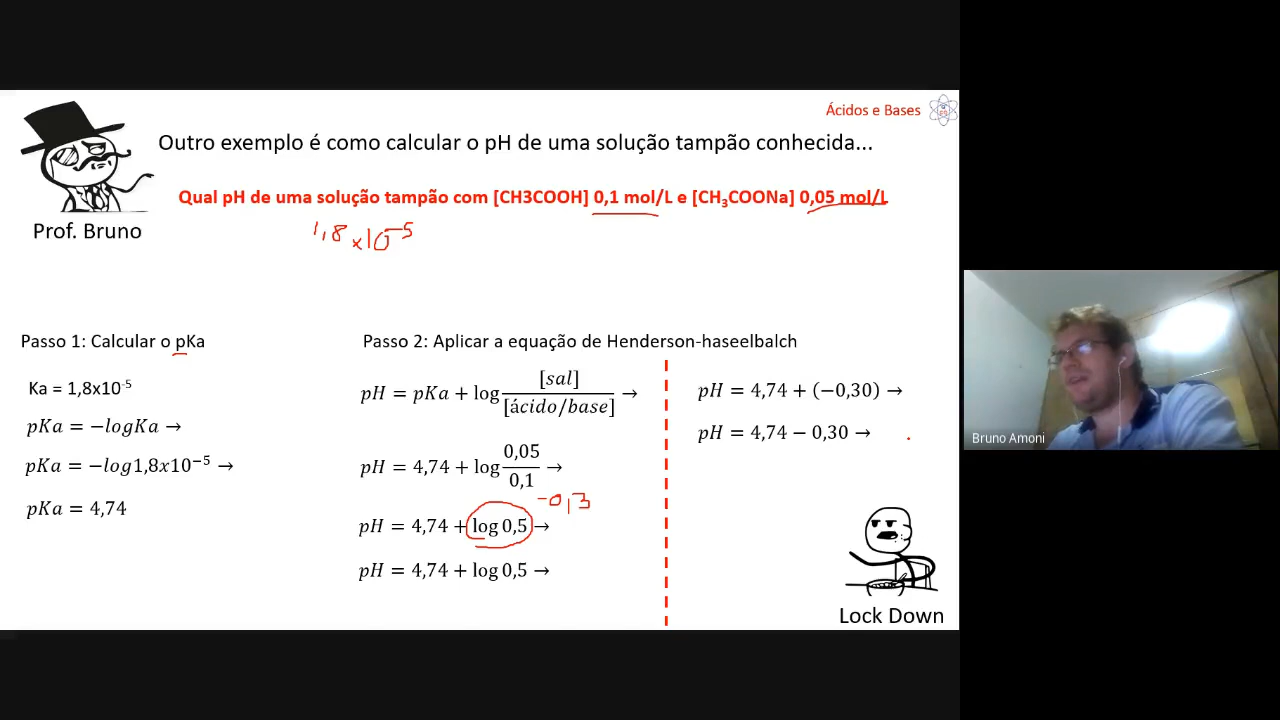 Ácidos e Bases
Outro exemplo é como calcular o pH de uma solução tampão conhecida...
Qual pH de uma solução tampão com [CH3COOH] 0,1 mol/L e [CH₃COONa] 0,05 mol/L
Prof. Bruno
1,8 x10⁻⁵
Passo 1: Calcular o pKa
Ka = 1,8x10⁻⁵
pKa = −logKa →
pKa = −log1,8x10⁻⁵ →
pKa = 4,74
Passo 2: Aplicar a equação de Henderson-haseelbalch
pH = pKa + log [sal]/[ácido/base] →
pH = 4,74 + log 0,05/0,1 →
-0,3
pH = 4,74 + log 0,5 →
pH = 4,74 + log 0,5 →
pH = 4,74 + (−0,30) →
pH = 4,74 − 0,30 →
Bruno Amoni
Lock Down